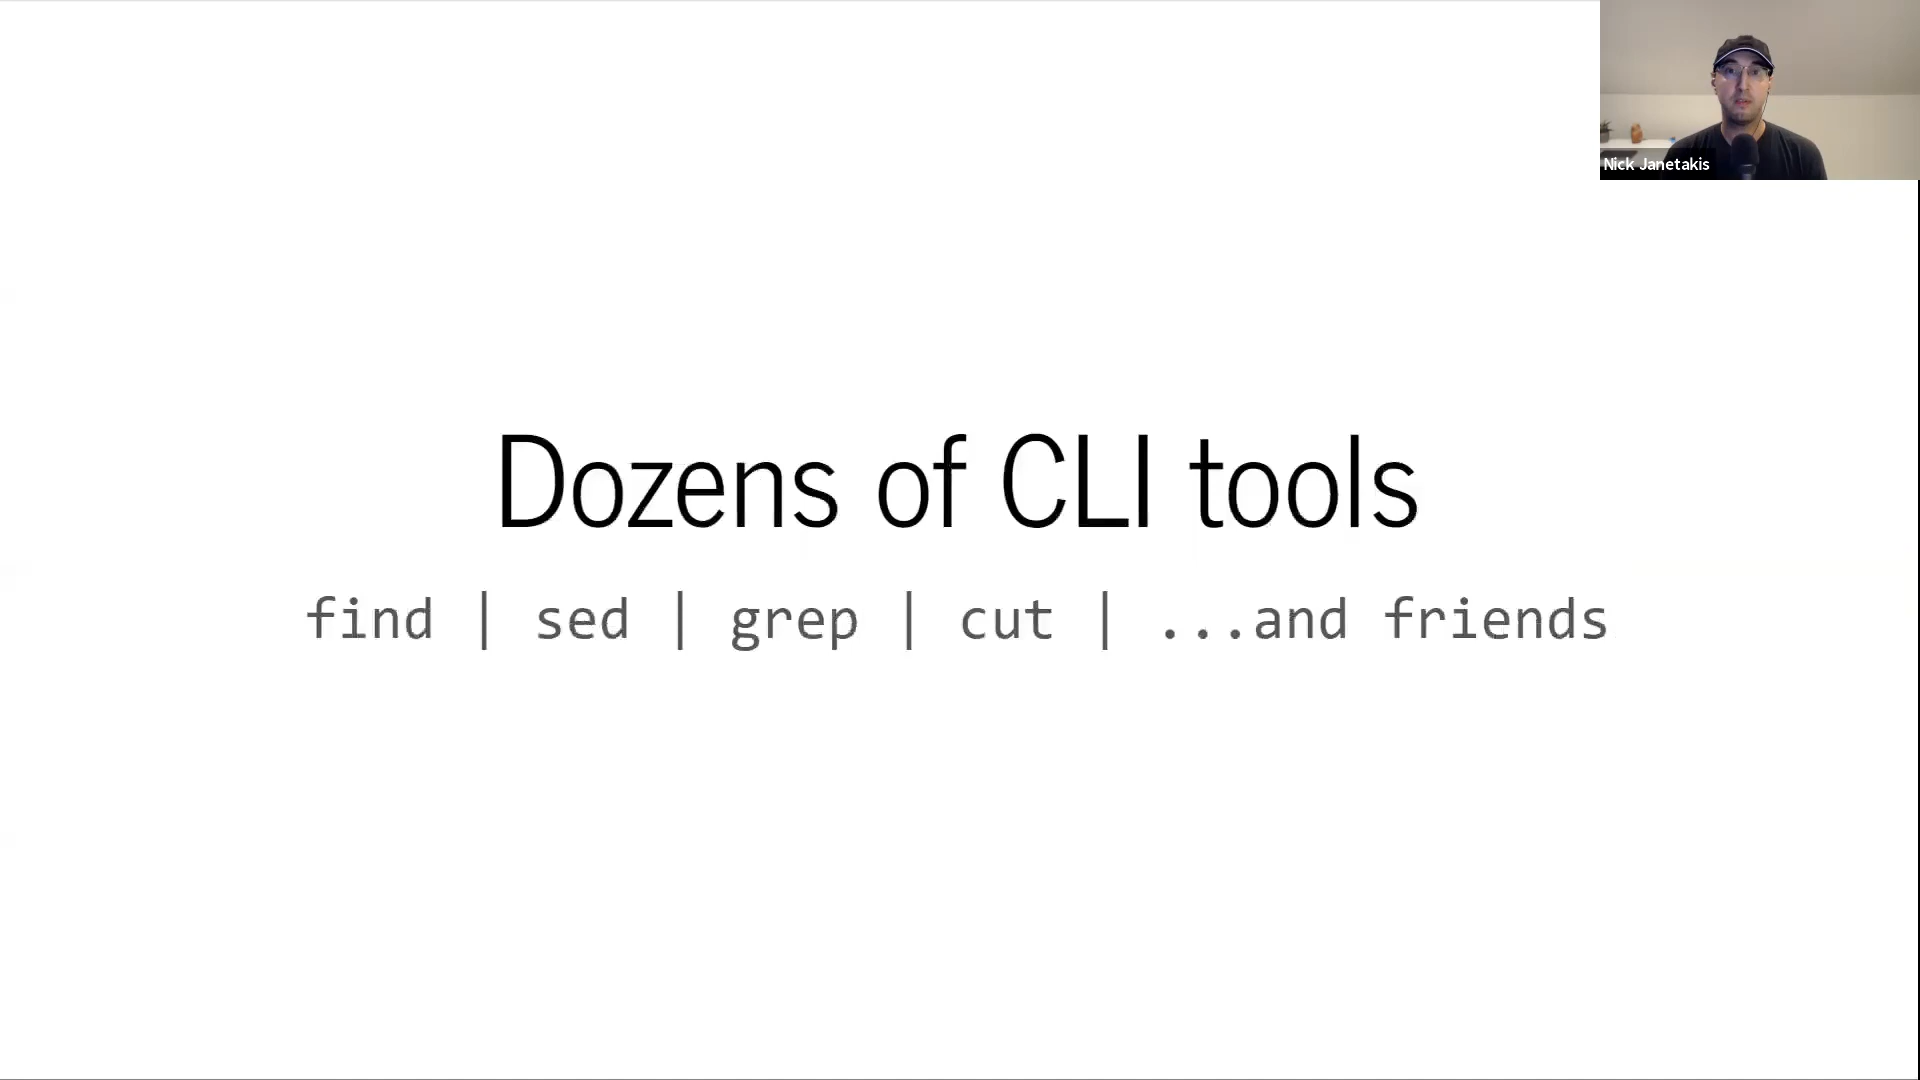 Nick Janetakis
Dozens of CLI tools
find | sed | grep | cut | ...and friends